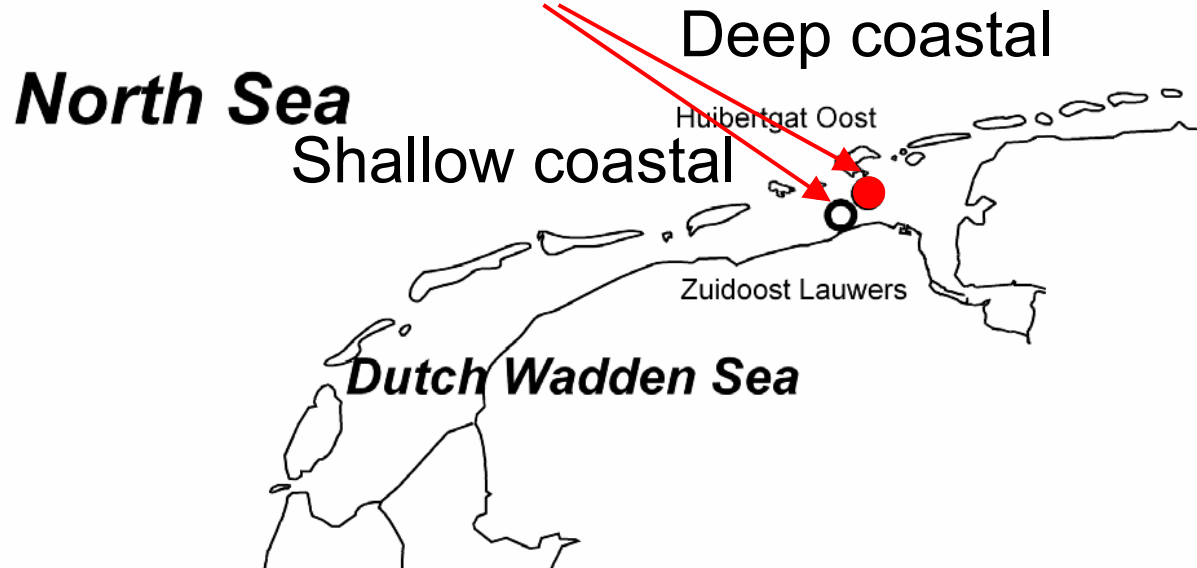 Deep coastal
North Sea
Huibertgat Oost
Shallow coastal
Zuidoost Lauwers
Dutch Wadden Sea